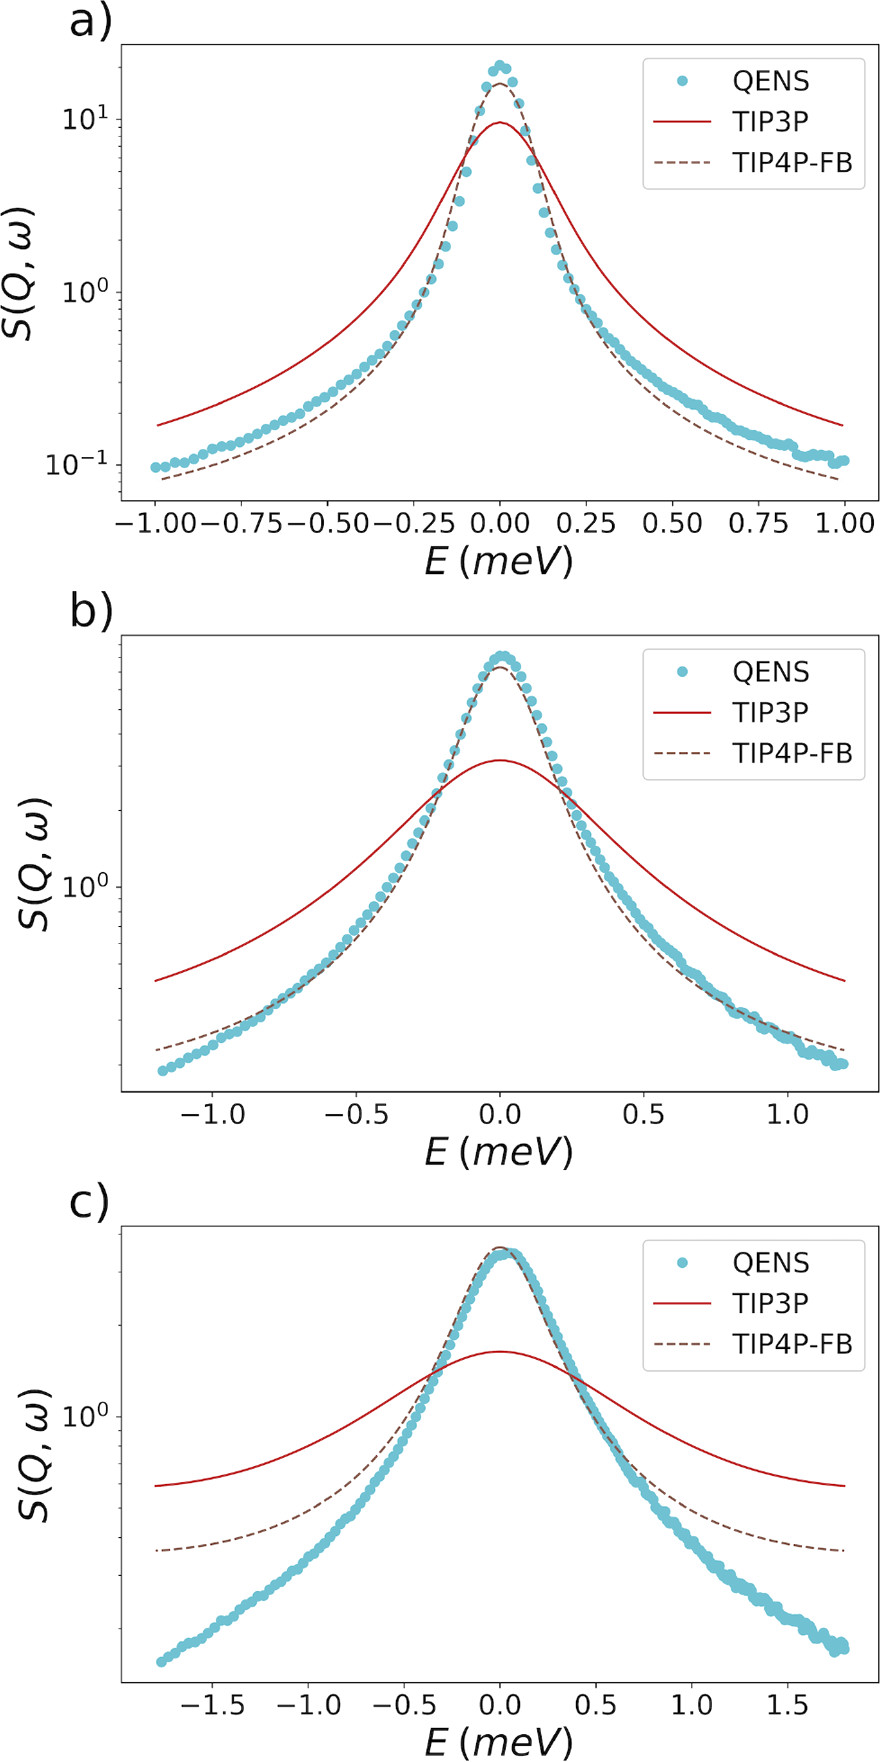 a)
QENS
TIP3P
TIP4P-FB
10¹
10⁰
10⁻¹
S(Q, ω)
−1.00 −0.75 −0.50 −0.25 0.00 0.25 0.50 0.75 1.00
E (meV)
b)
QENS
TIP3P
TIP4P-FB
10⁰
S(Q, ω)
−1.0 −0.5 0.0 0.5 1.0
E (meV)
c)
QENS
TIP3P
TIP4P-FB
10⁰
S(Q, ω)
−1.5 −1.0 −0.5 0.0 0.5 1.0 1.5
E (meV)